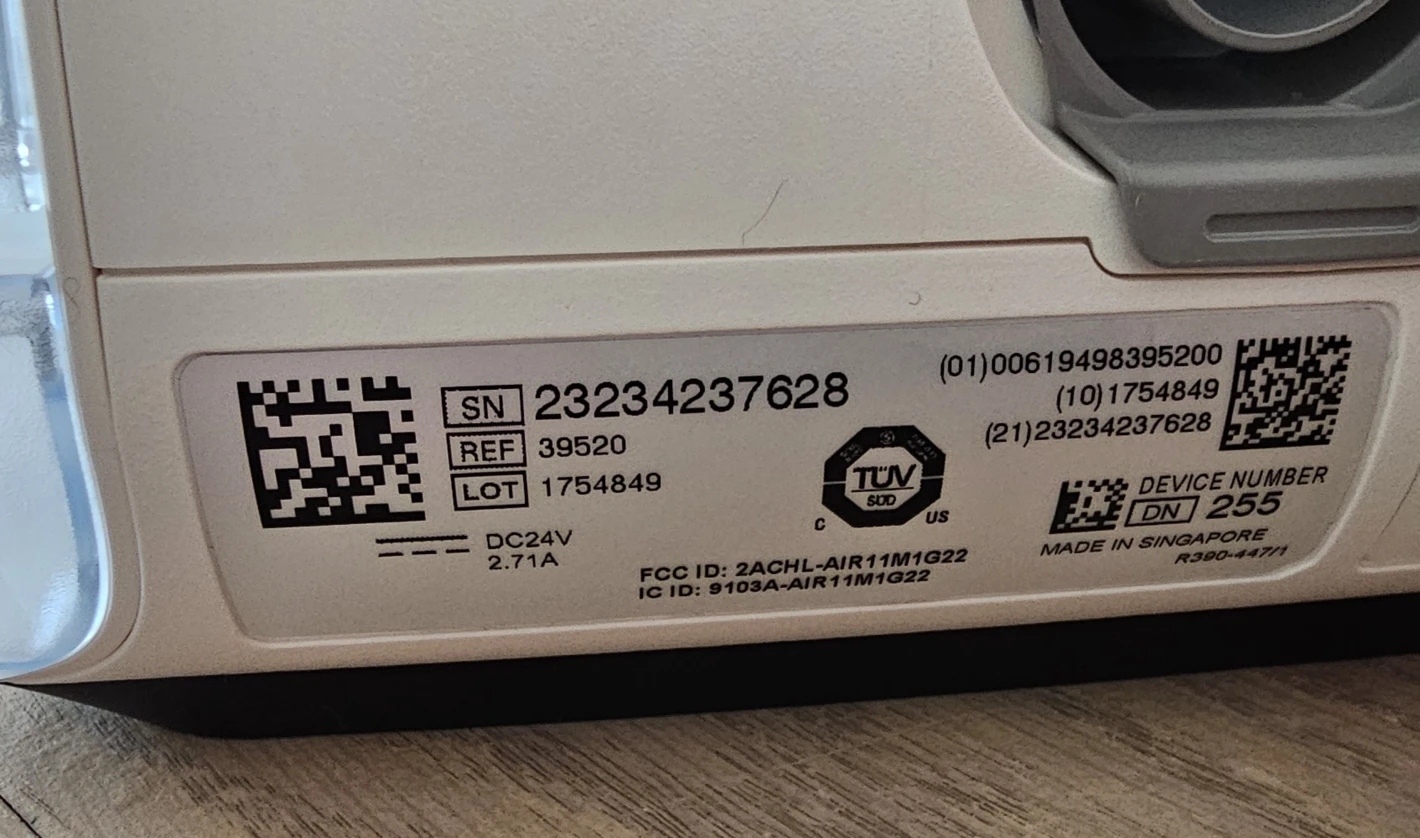 SN 23234237628
REF 39520
LOT 1754849
DC24V
2.71A
TÜV
SÜD
C US
FCC ID: 2ACHL-AIR11M1G22
IC ID: 9103A-AIR11M1G22
(01)00619498395200
(10)1754849
(21)23234237628
DEVICE NUMBER
DN 255
MADE IN SINGAPORE
R390-447/1